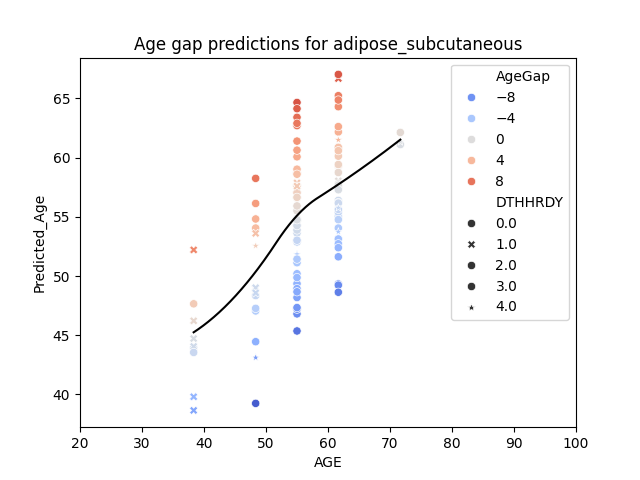 Age gap predictions for adipose_subcutaneous
Predicted_Age
65
60
55
50
45
40
20 30 40 50 60 70 80 90 100
AGE
AgeGap
−8
−4
0
4
8
DTHHRDY
0.0
1.0
2.0
3.0
4.0